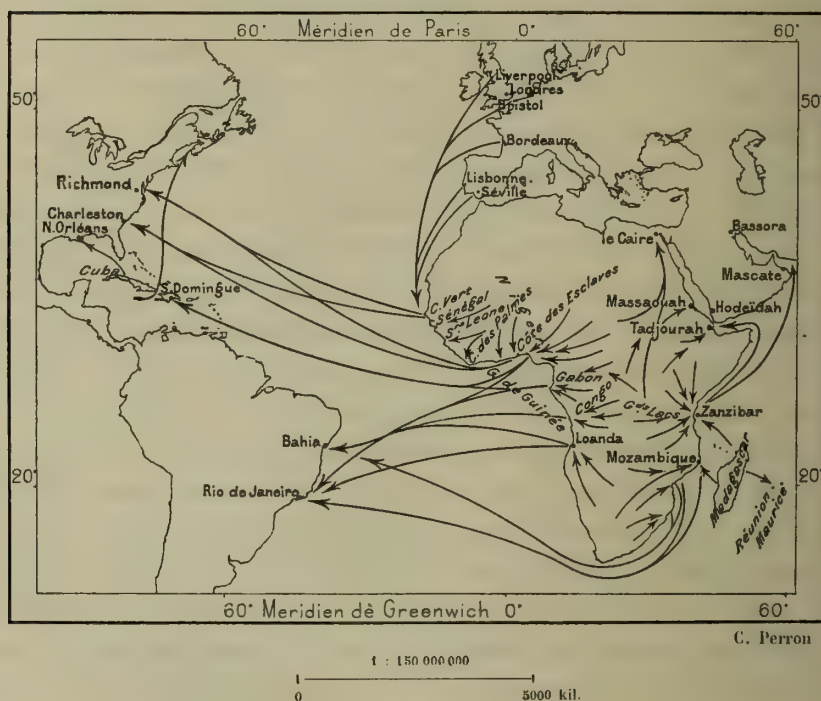 60° Méridien de Paris 0° 60°
50° 50°
Liverpool
Londres
Bristol
Bordeaux
Lisbonne
Séville
Richmond
Charleston
N. Orléans
Cuba
S. Domingue
le Caire
Bassora
Mascate
Massaouah
Hodeïdah
Tadjourah
C. Vert
Sénégal
Côte des Esclaves
C. des Palmes
G. de Guinée
Gabon
Congo
Gds Lacs
Zanzibar
Bahia
Loanda
Mozambique
20° 20°
Rio de Janeiro
Madagascar
Réunion
Maurice
60° Meridien de Greenwich 0° 60°
C. Perron
1 : 150 000 000
0 5000 kil.